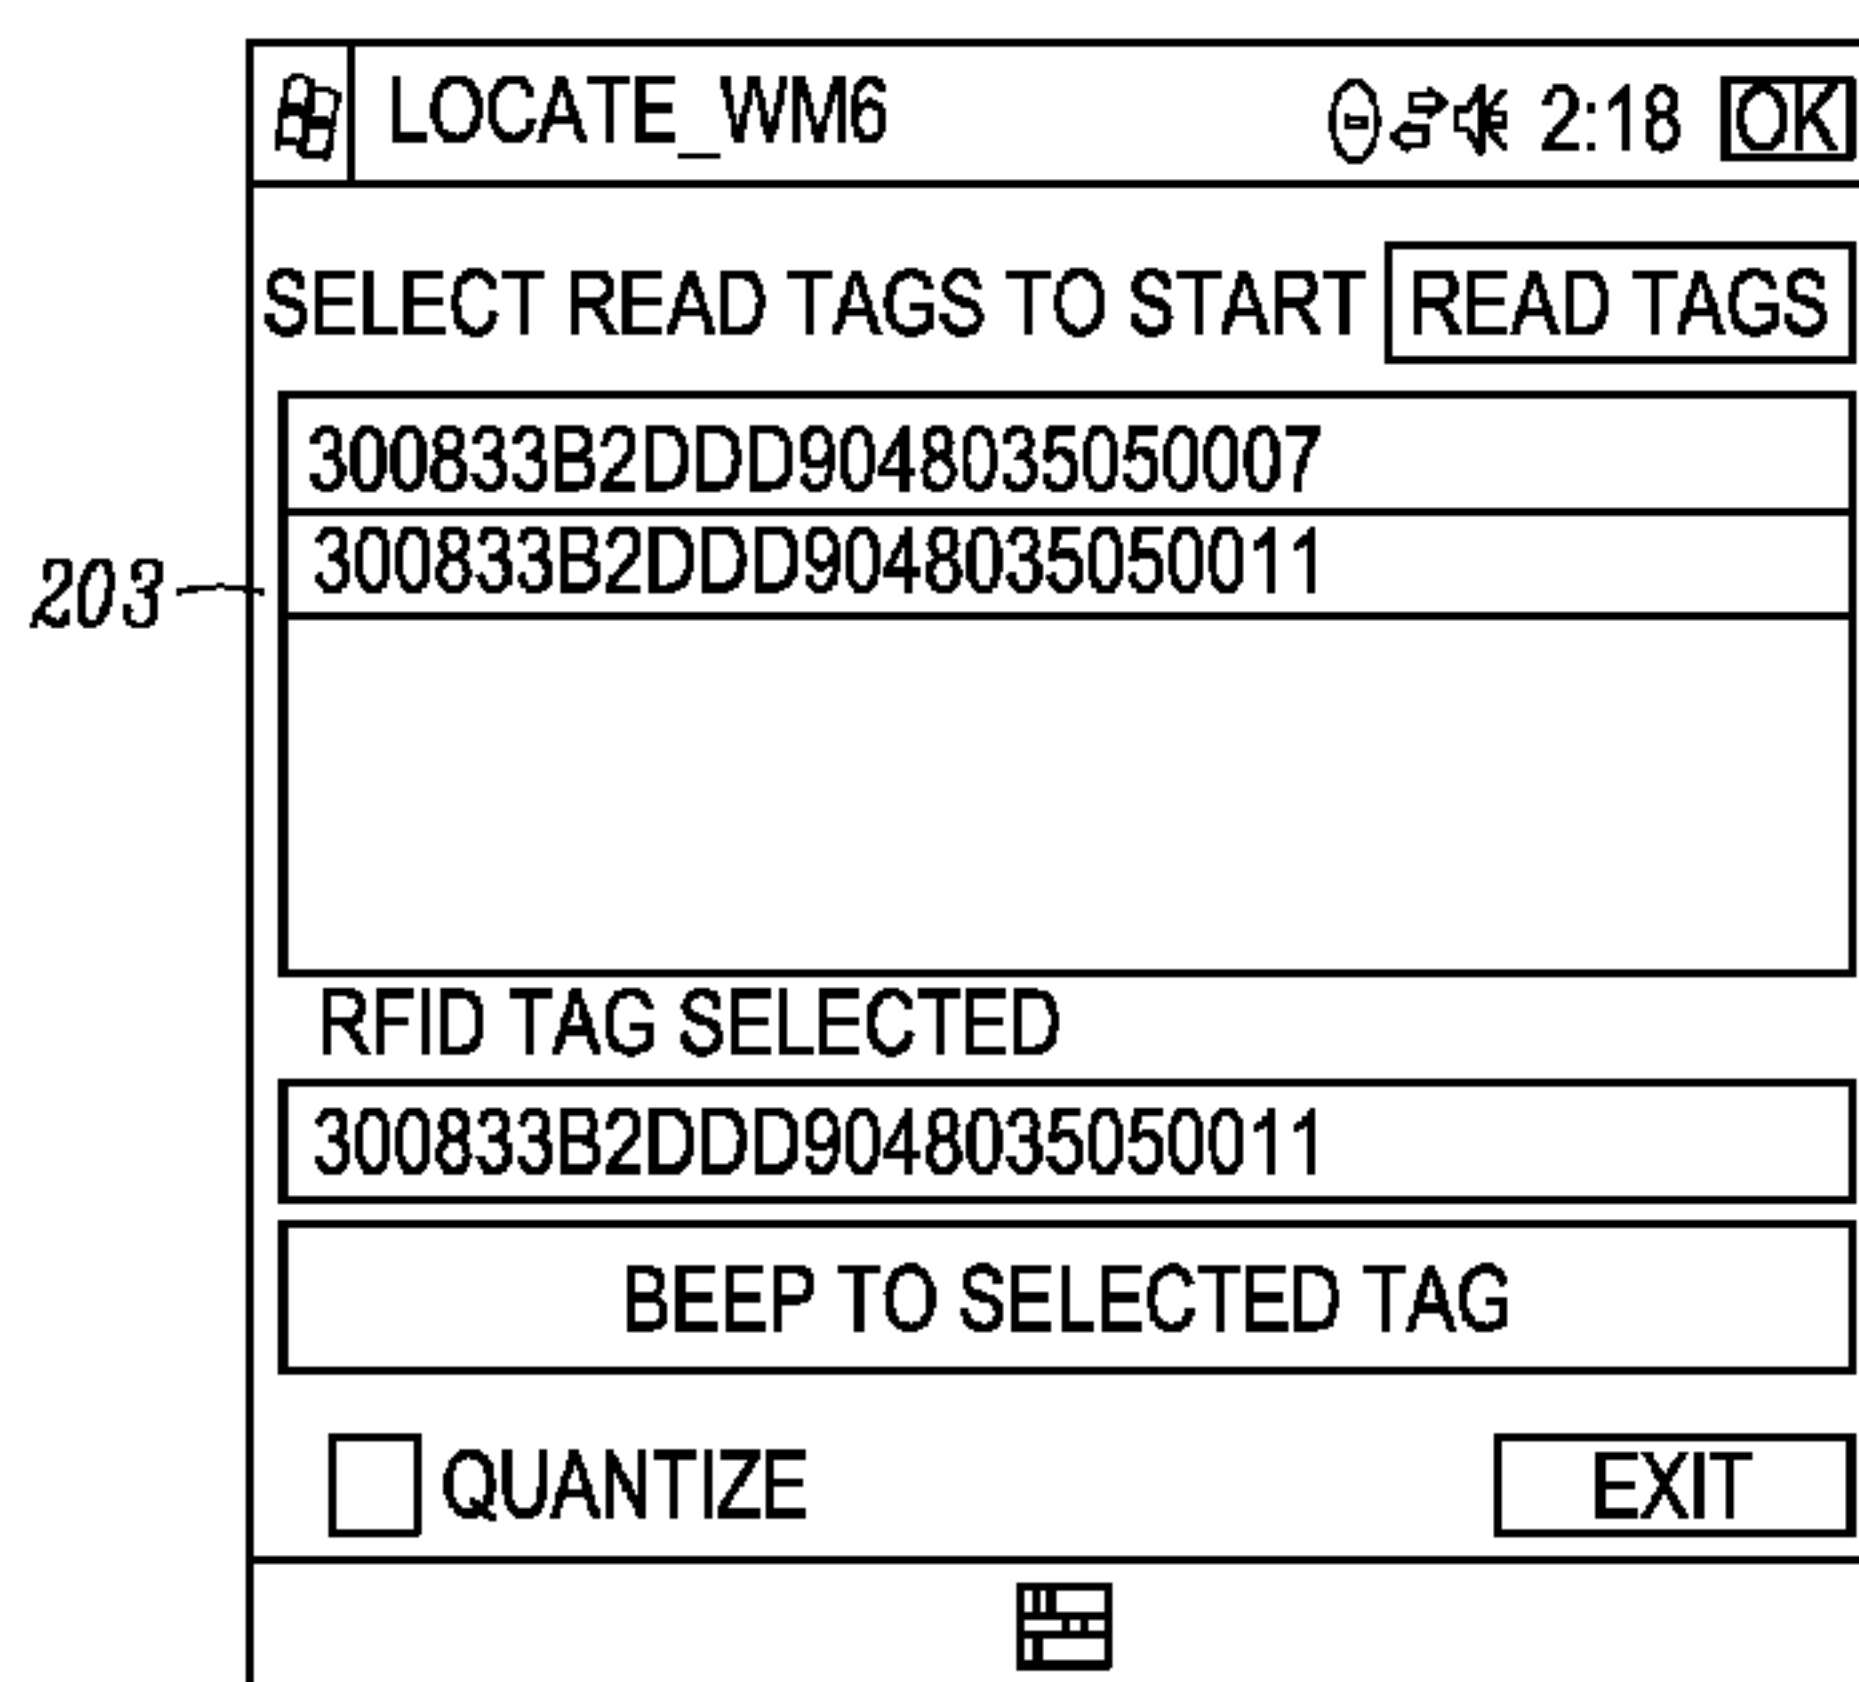 LOCATE_WM6 2:18 OK
SELECT READ TAGS TO START READ TAGS
300833B2DDD9048035050007
203 300833B2DDD9048035050011
RFID TAG SELECTED
300833B2DDD9048035050011
BEEP TO SELECTED TAG
QUANTIZE EXIT